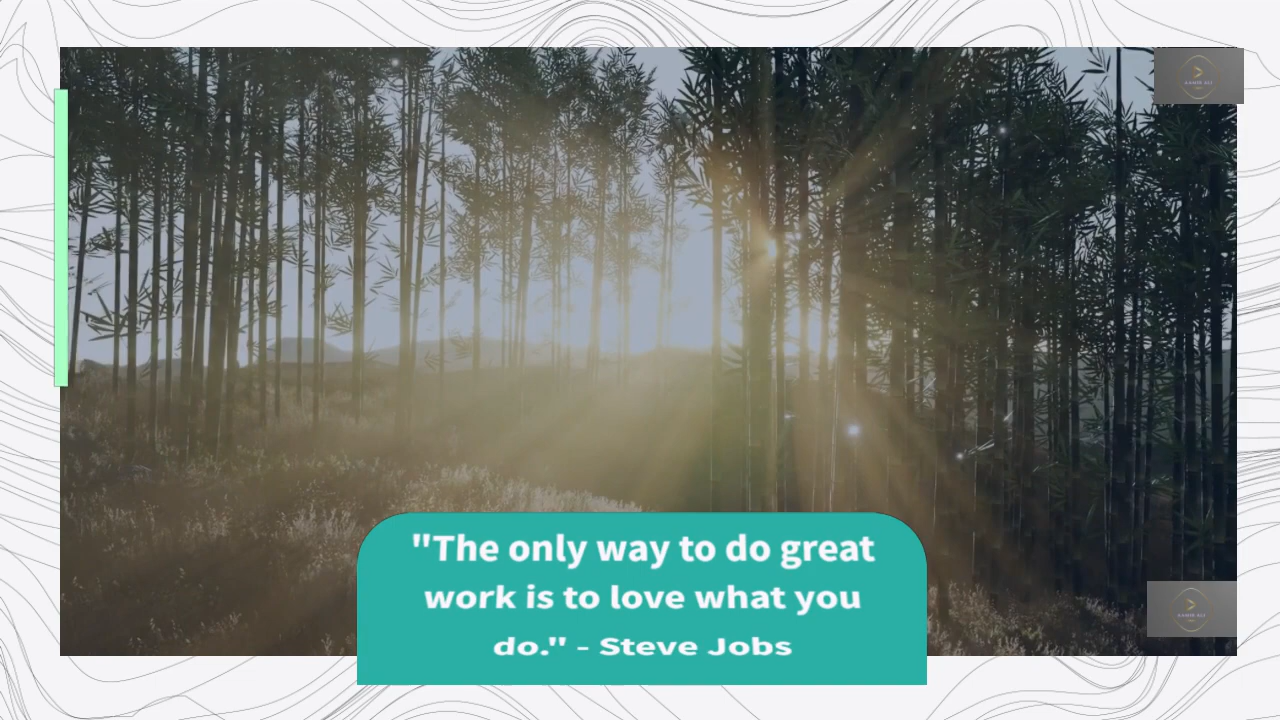 "The only way to do great
work is to love what you
do." - Steve Jobs